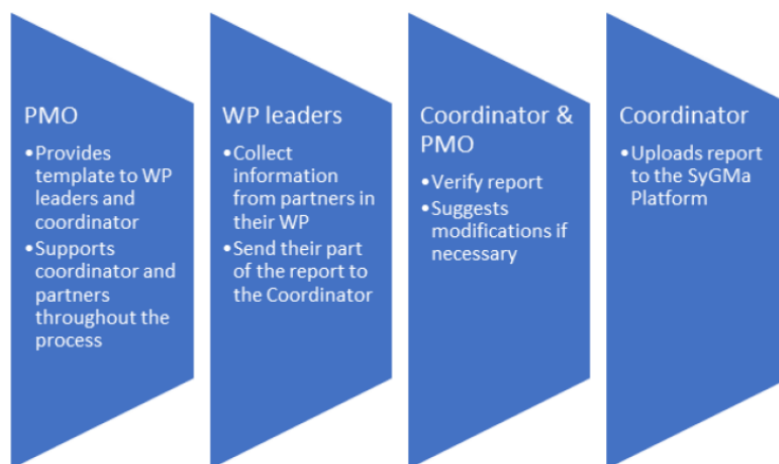 PMO
•Provides
template to WP
leaders and
coordinator
•Supports
coordinator and
partners
throughout the
process
WP leaders
•Collect
information
from partners in
their WP
•Send their part
of the report to
the Coordinator
Coordinator &
PMO
•Verify report
•Suggests
modifications if
necessary
Coordinator
•Uploads report
to the SyGMa
Platform